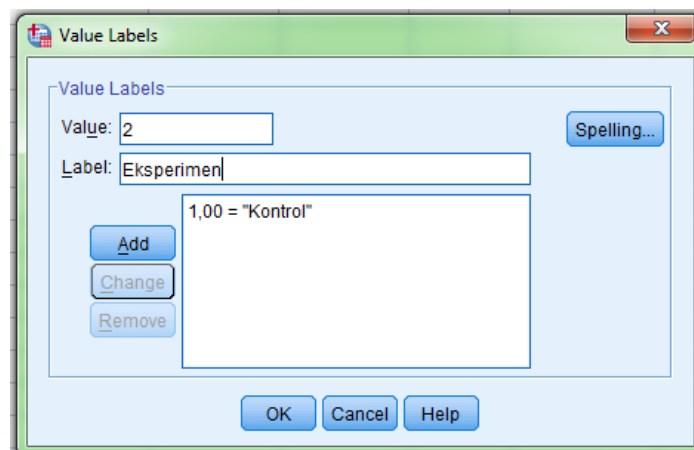 Value Labels
X
Value Labels
Value: 2
Spelling...
Label: Eksperimen
1,00 = "Kontrol"
Add
Change
Remove
OK Cancel Help